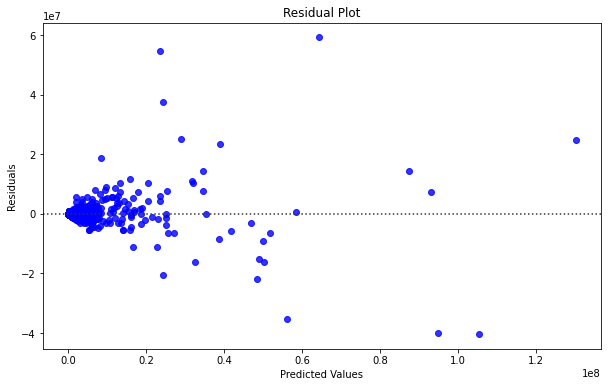 Residual Plot
1e7
6
4
2
0
−2
−4
Residuals
0.0 0.2 0.4 0.6 0.8 1.0 1.2
1e8
Predicted Values